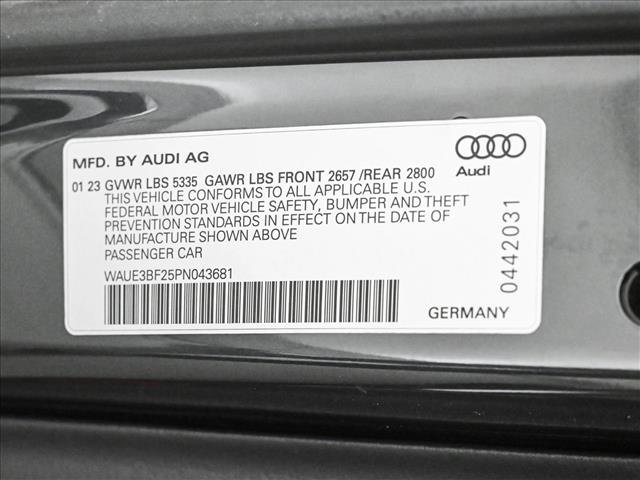 MFD. BY AUDI AG
01 23 GVWR LBS 5335 GAWR LBS FRONT 2657 /REAR 2800
THIS VEHICLE CONFORMS TO ALL APPLICABLE U.S.
FEDERAL MOTOR VEHICLE SAFETY, BUMPER AND THEFT
PREVENTION STANDARDS IN EFFECT ON THE DATE OF
MANUFACTURE SHOWN ABOVE
PASSENGER CAR
WAUE3BF25PN043681
GERMANY
Audi
0442031